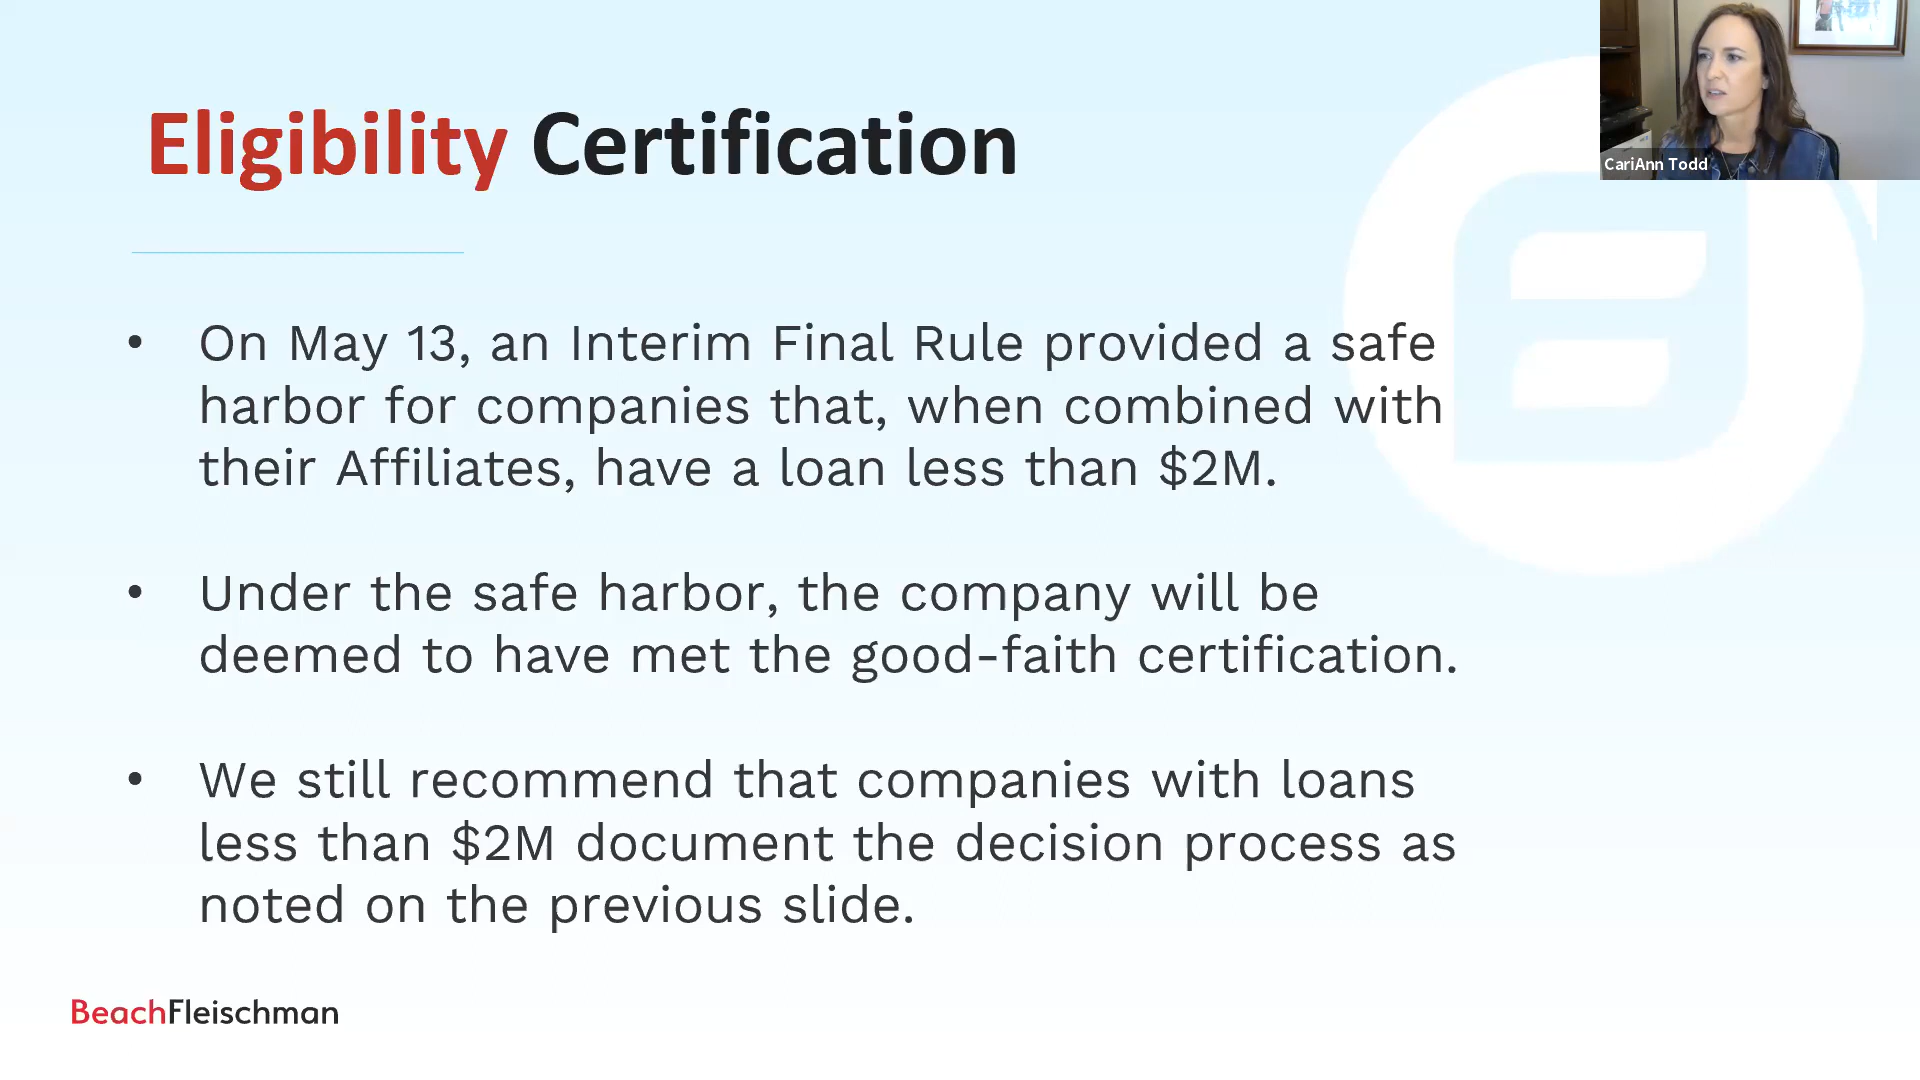 CariAnn Todd
Eligibility Certification
• On May 13, an Interim Final Rule provided a safe
harbor for companies that, when combined with
their Affiliates, have a loan less than $2M.
• Under the safe harbor, the company will be
deemed to have met the good-faith certification.
• We still recommend that companies with loans
less than $2M document the decision process as
noted on the previous slide.
BeachFleischman